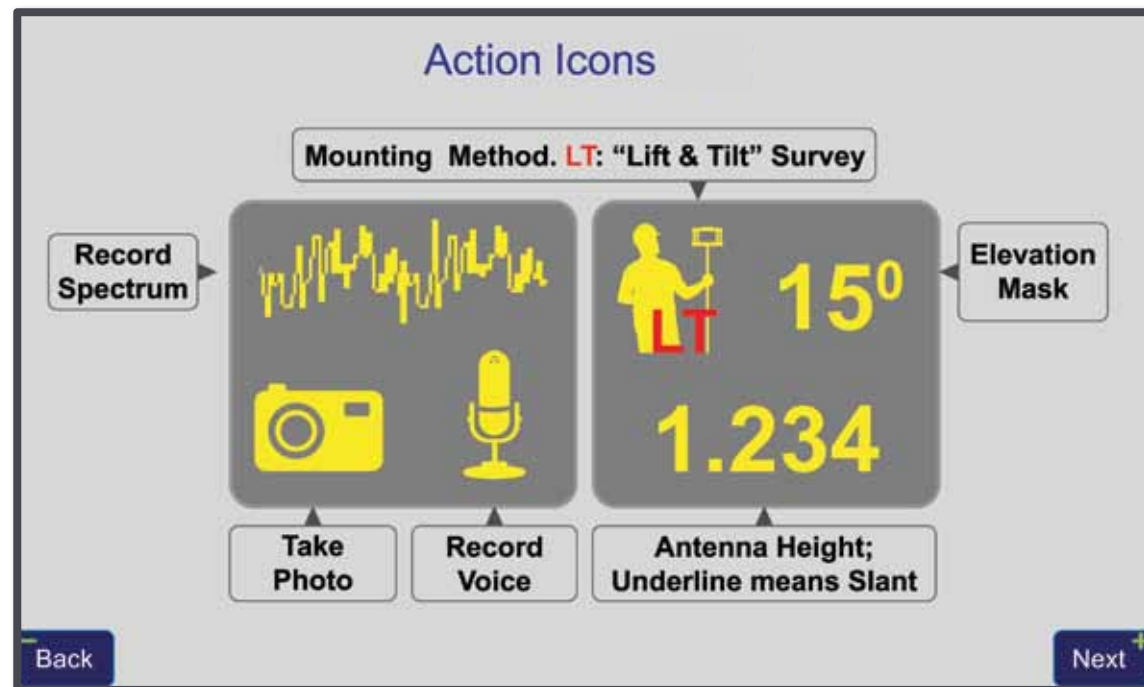 Action Icons
Mounting Method. LT: “Lift & Tilt” Survey
Record
Spectrum
LT
15⁰
Elevation
Mask
1.234
Take
Photo
Record
Voice
Antenna Height;
Underline means Slant
Back
Next